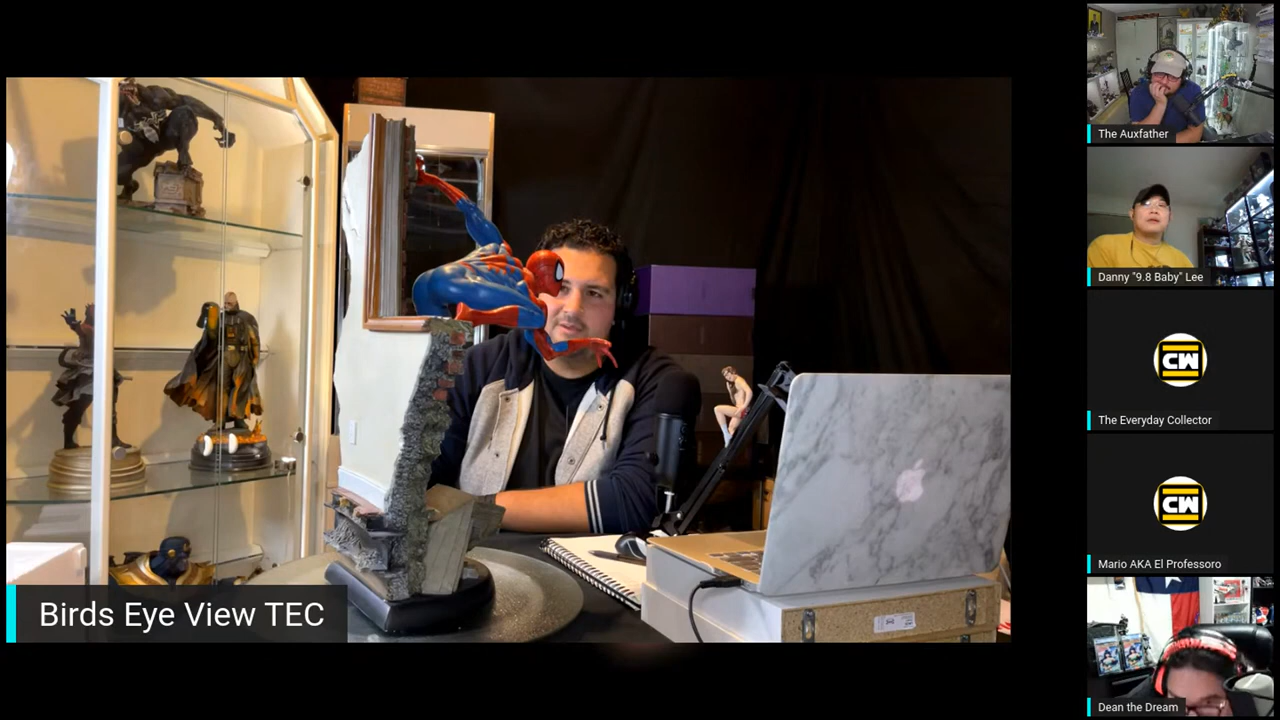 Birds Eye View TEC
The Auxfather
Danny "9.8 Baby" Lee
CW
The Everyday Collector
CW
Mario AKA El Professoro
Dean the Dream